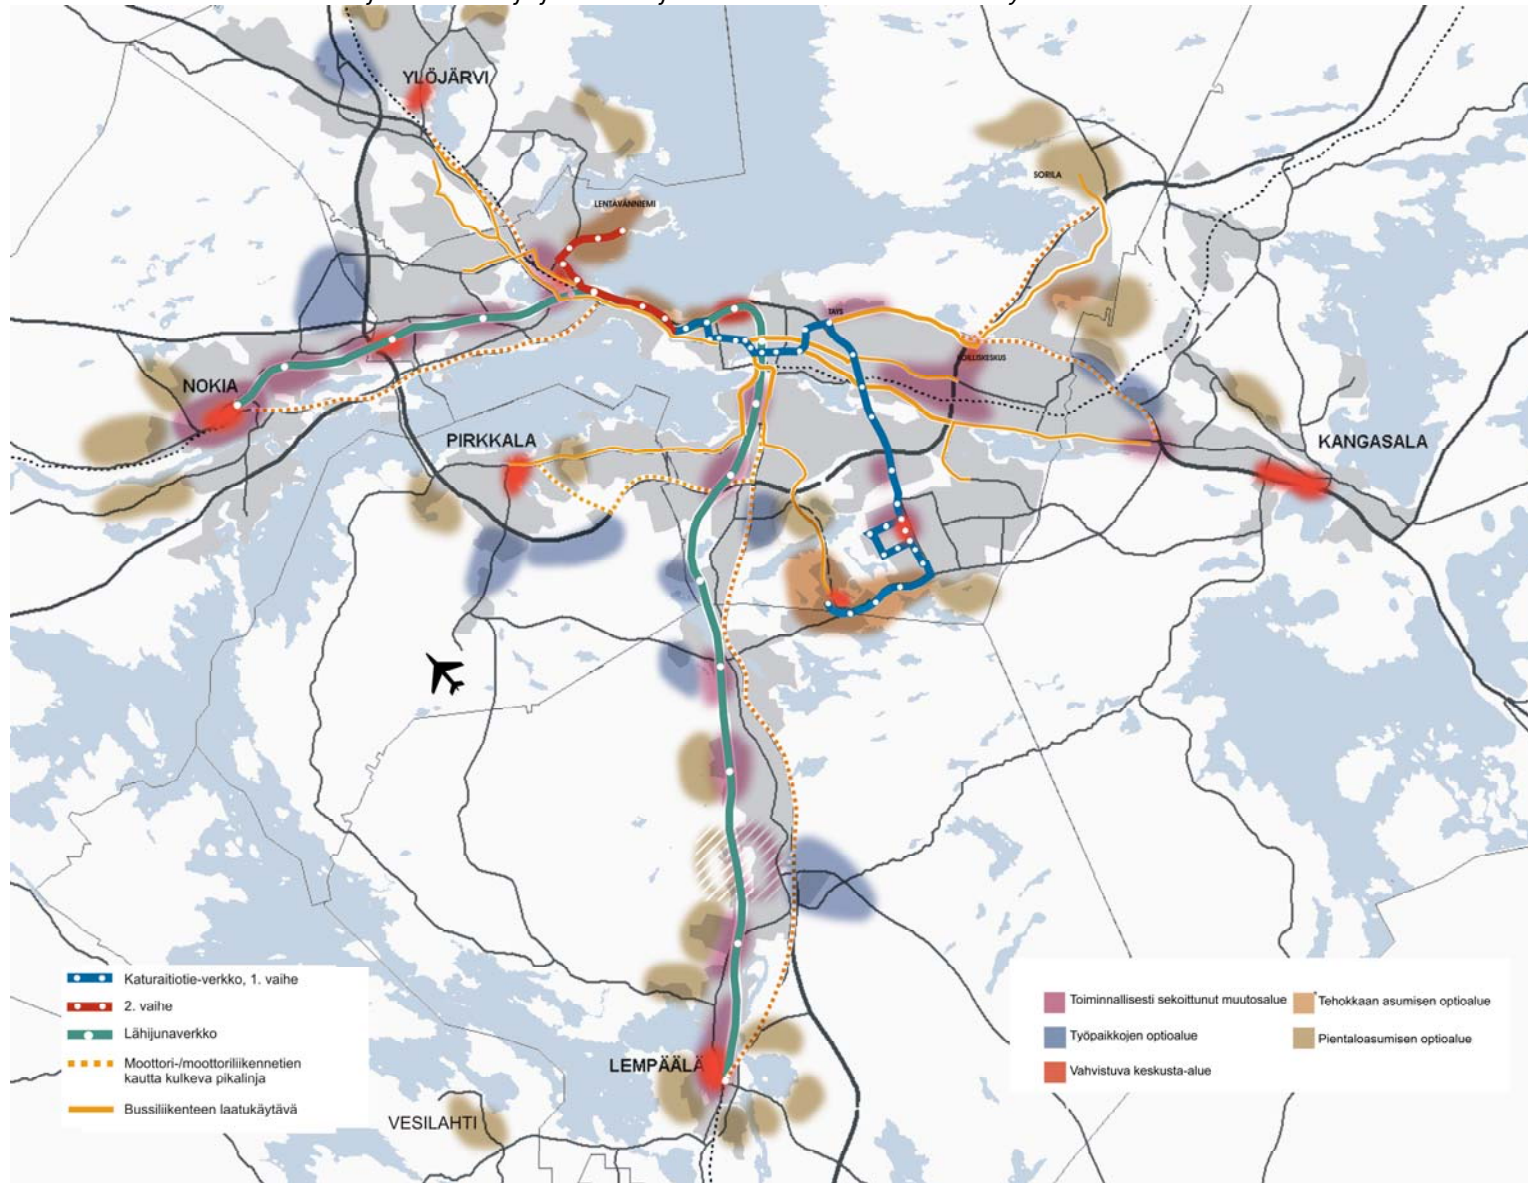 YLÖJÄRVI
SORILA
LENTÄVÄNNIEMI
TAYS
KOILLISKESKUS
NOKIA
PIRKKALA
KANGASALA
LEMPÄÄLÄ
VESILAHTI
Katuraitiotie-verkko, 1. vaihe
2. vaihe
Lähijunaverkko
Moottori-/moottoriliikennetien
kautta kulkeva pikalinja
Bussiliikenteen laatukäytävä
Toiminnallisesti sekoittunut muutosalue
Työpaikkojen optioalue
Vahvistuva keskusta-alue
Tehokkaan asumisen optioalue
Pientaloasumisen optioalue